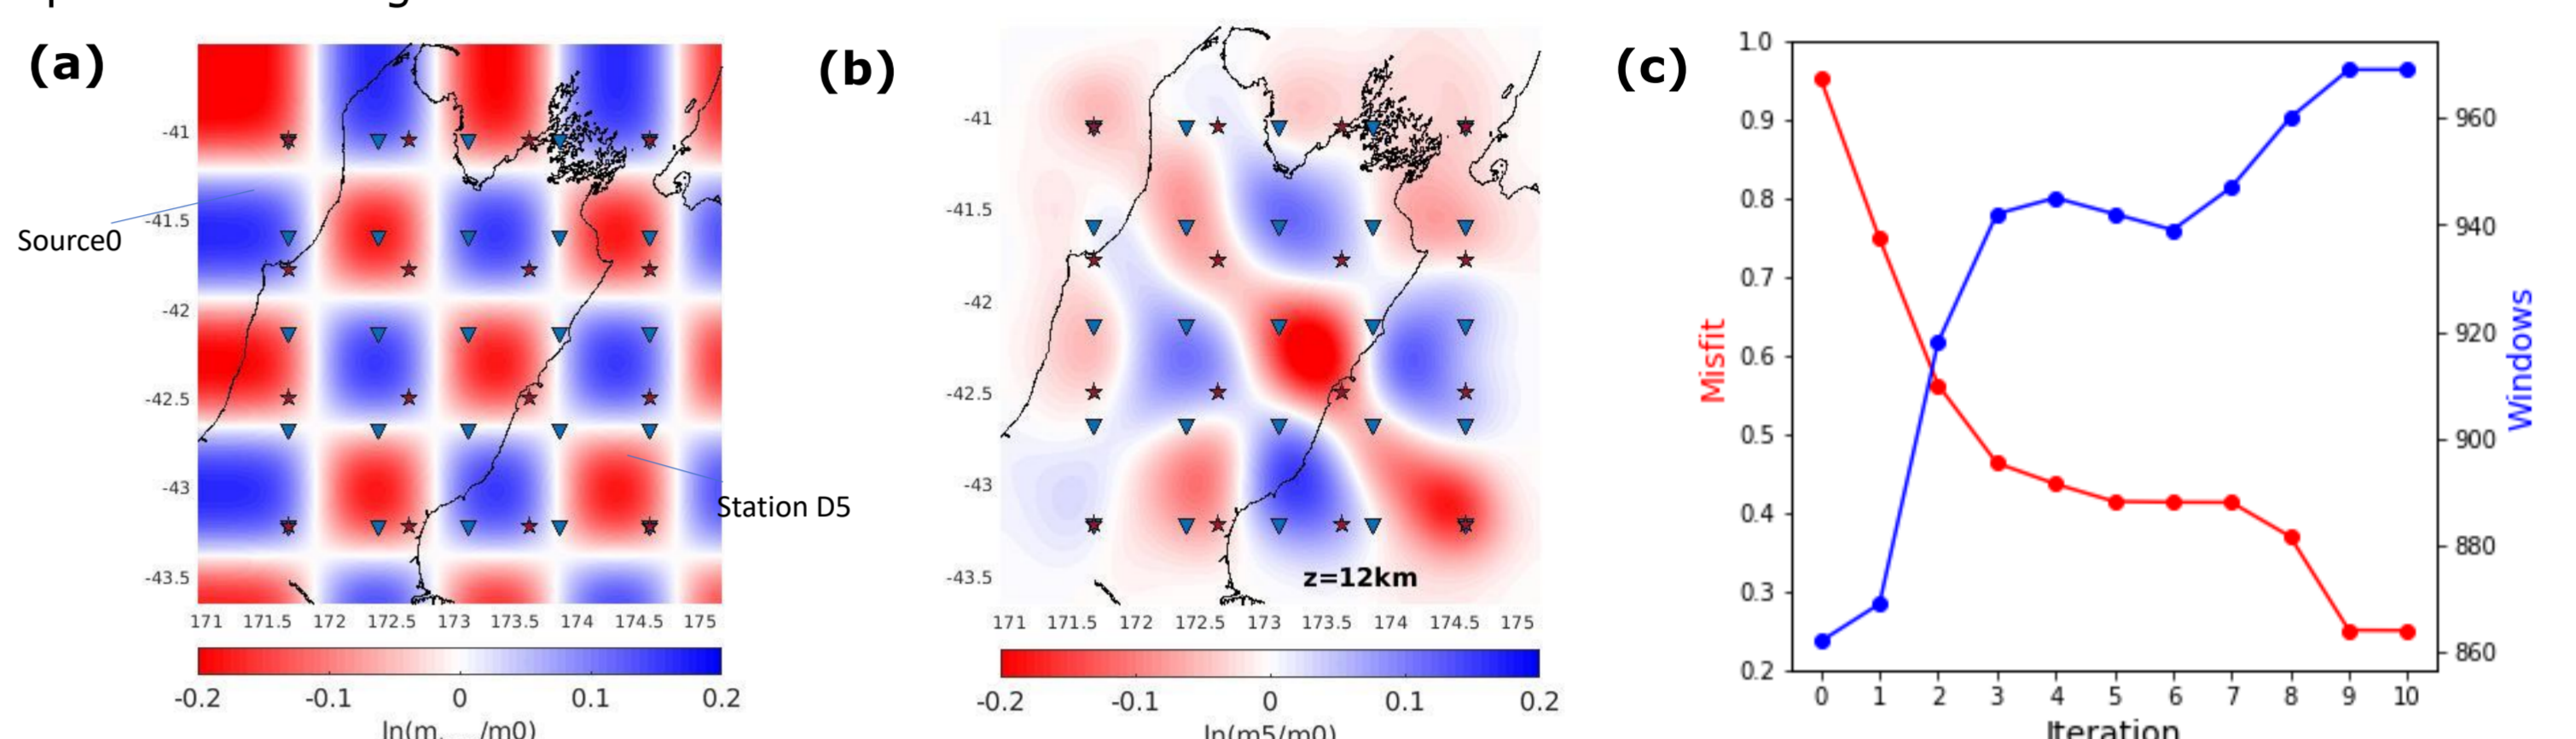 (a)
-41
-41.5
-42
-42.5
-43
-43.5
171 171.5 172 172.5 173 173.5 174 174.5 175
-0.2 -0.1 0 0.1 0.2
/m0)
Source0
Station D5
(b)
-41
-41.5
-42
-42.5
-43
-43.5
z=12km
171 171.5 172 172.5 173 173.5 174 174.5 175
-0.2 -0.1 0 0.1 0.2
ln(m5/m0)
(c)
Misfit
1.0
0.9
0.8
0.7
0.6
0.5
0.4
0.3
0.2
Windows
960
940
920
900
880
860
0 1 2 3 4 5 6 7 8 9 10
Iteration